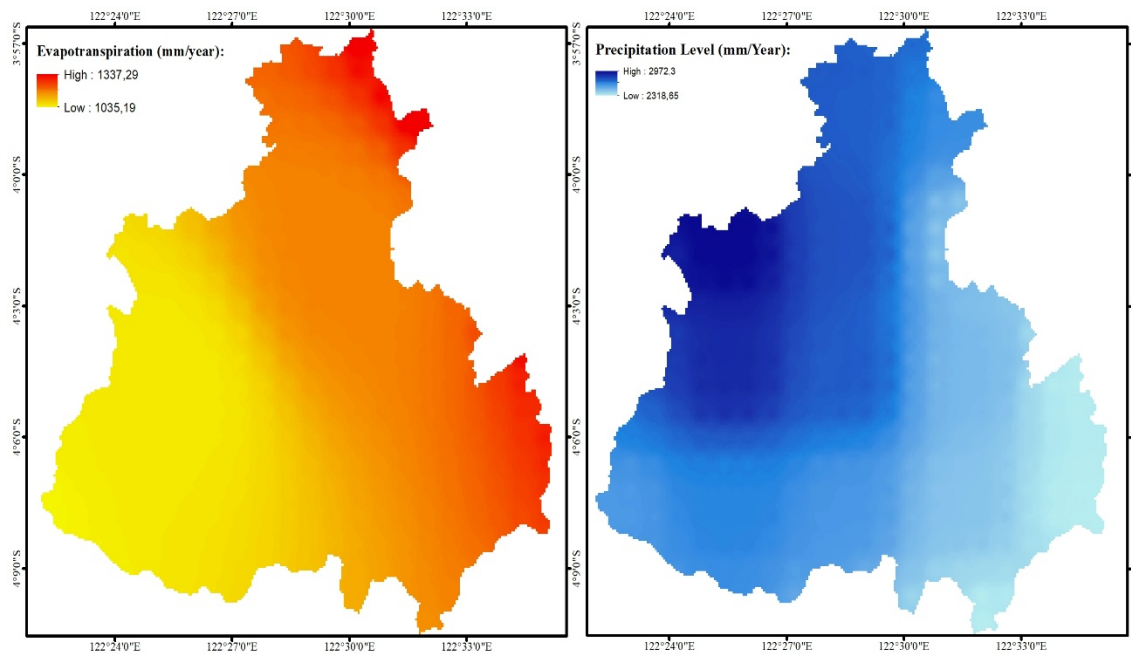 122°24'0"E 122°27'0"E 122°30'0"E 122°33'0"E
122°24'0"E 122°27'0"E 122°30'0"E 122°33'0"E
Evapotranspiration (mm/year):
High : 1337,29
Low : 1035,19
3°57'0"S
4°0'0"S
4°3'0"S
4°6'0"S
4°9'0"S
Precipitation Level (mm/Year):
High : 2972,3
Low : 2318,65
3°57'0"S
4°0'0"S
4°3'0"S
4°6'0"S
4°9'0"S
122°24'0"E 122°27'0"E 122°30'0"E 122°33'0"E
122°24'0"E 122°27'0"E 122°30'0"E 122°33'0"E